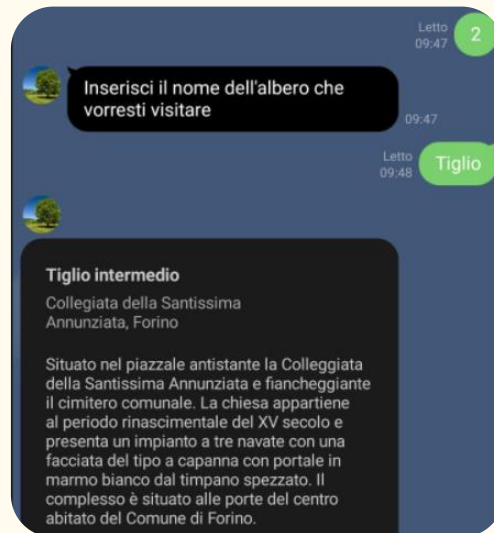 Letto
09:47
2
Inserisci il nome dell'albero che
vorresti visitare
09:47
Letto
09:48
Tiglio
Tiglio intermedio
Collegiata della Santissima
Annunziata, Forino
Situato nel piazzale antistante la Colleggiata
della Santissima Annunziata e fiancheggiante
il cimitero comunale. La chiesa appartiene
al periodo rinascimentale del XV secolo e
presenta un impianto a tre navate con una
facciata del tipo a capanna con portale in
marmo bianco dal timpano spezzato. Il
complesso è situato alle porte del centro
abitato del Comune di Forino.